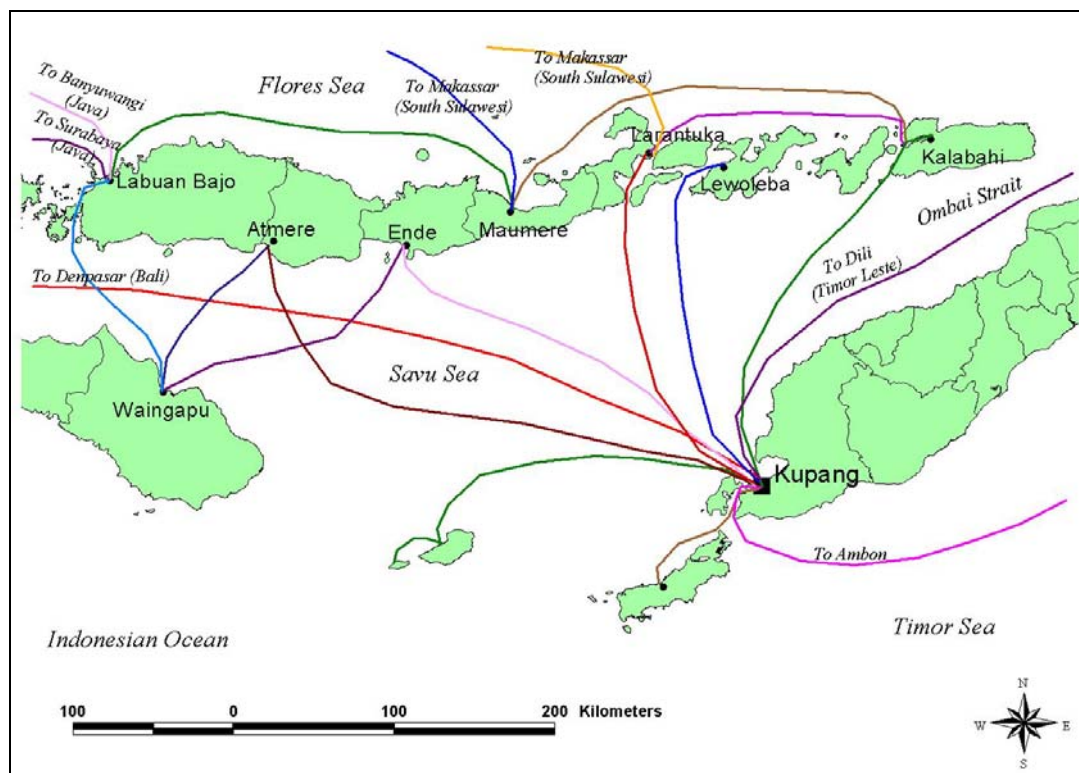 To Makassar
(South Sulawesi)
To Banyuwangi
(Java)
Flores Sea
To Makassar
(South Sulawesi)
To Surabaya
(Java)
Larantuka
Kalabahi
Labuan Bajo
Lewoleba
Ombai Strait
Atmere
Ende
Maumere
To Dili
(Timor Leste)
To Denpasar (Bali)
Savu Sea
Waingapu
Kupang
To Ambon
Indonesian Ocean
Timor Sea
100 0 100 200 Kilometers
N
W E
S